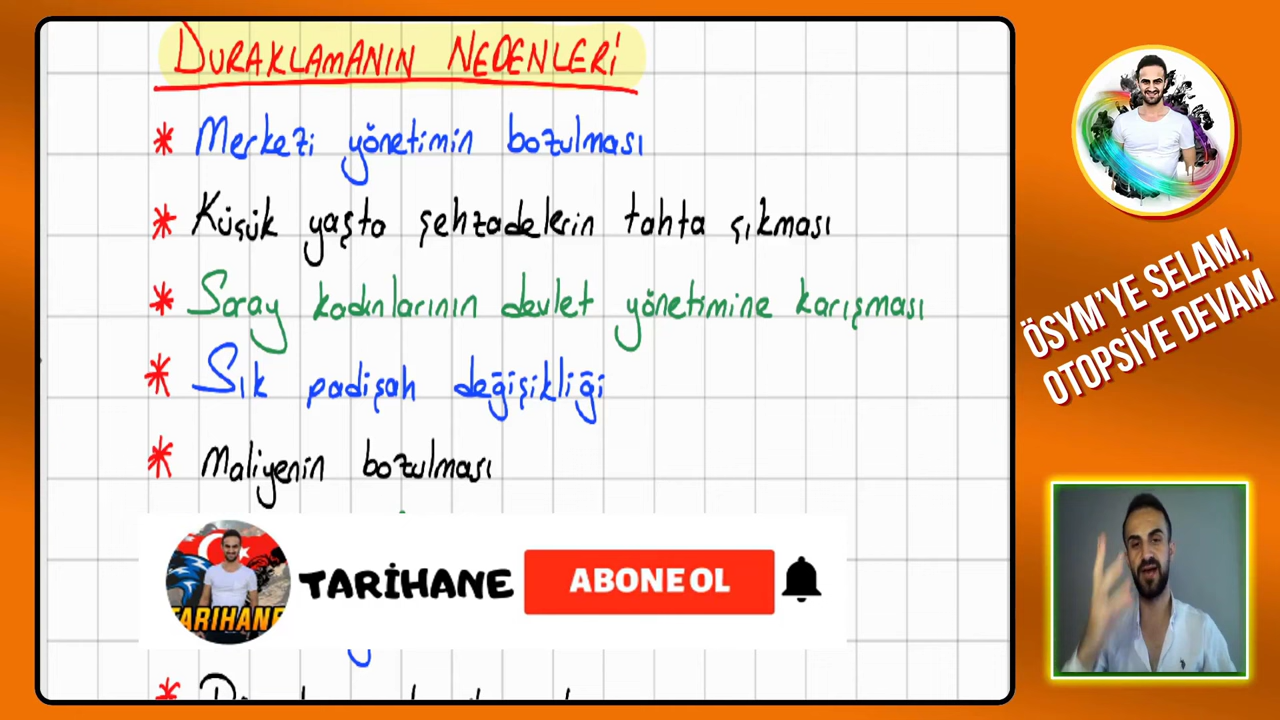 DURAKLAMANIN NEDENLERİ
* Merkezi yönetimin bozulması
* Küçük yaşta şehzadelerin tahta çıkması
* Saray kadınlarının devlet yönetimine karışması
* Sık padişah değişikliği
* Maliyenin bozulması
TARİHANE
TARİHANE ABONE OL
ÖSYM'YE SELAM,
OTOPSİYE DEVAM